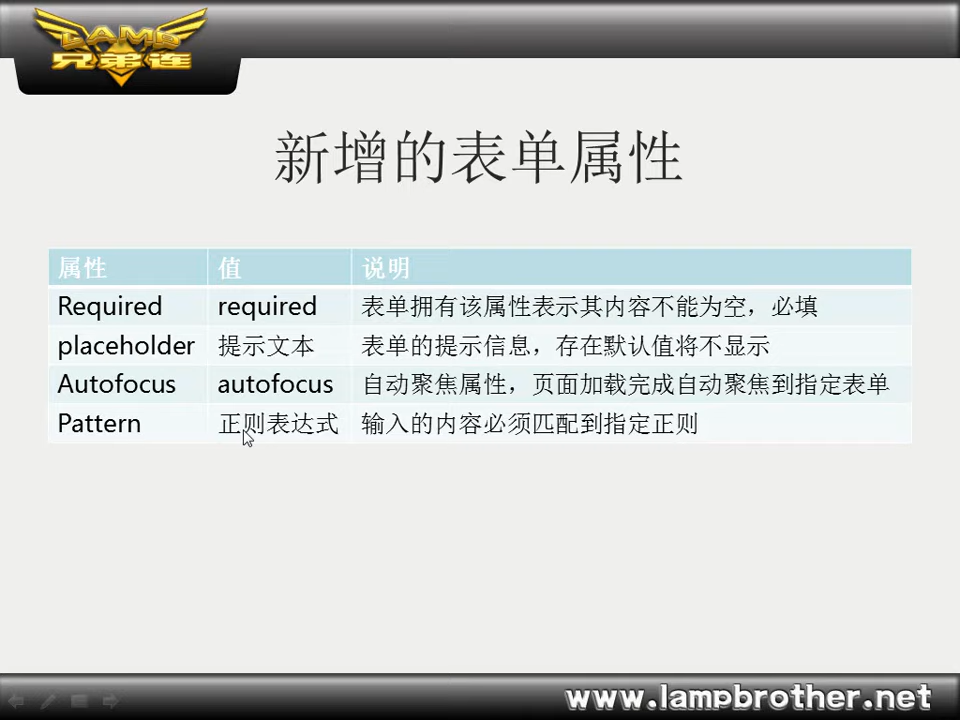 LAMP
兄弟连
新增的表单属性
属性 值 说明
Required required 表单拥有该属性表示其内容不能为空，必填
placeholder 提示文本 表单的提示信息，存在默认值将不显示
Autofocus autofocus 自动聚焦属性，页面加载完成自动聚焦到指定表单
Pattern 正则表达式 输入的内容必须匹配到指定正则
www.lampbrother.net